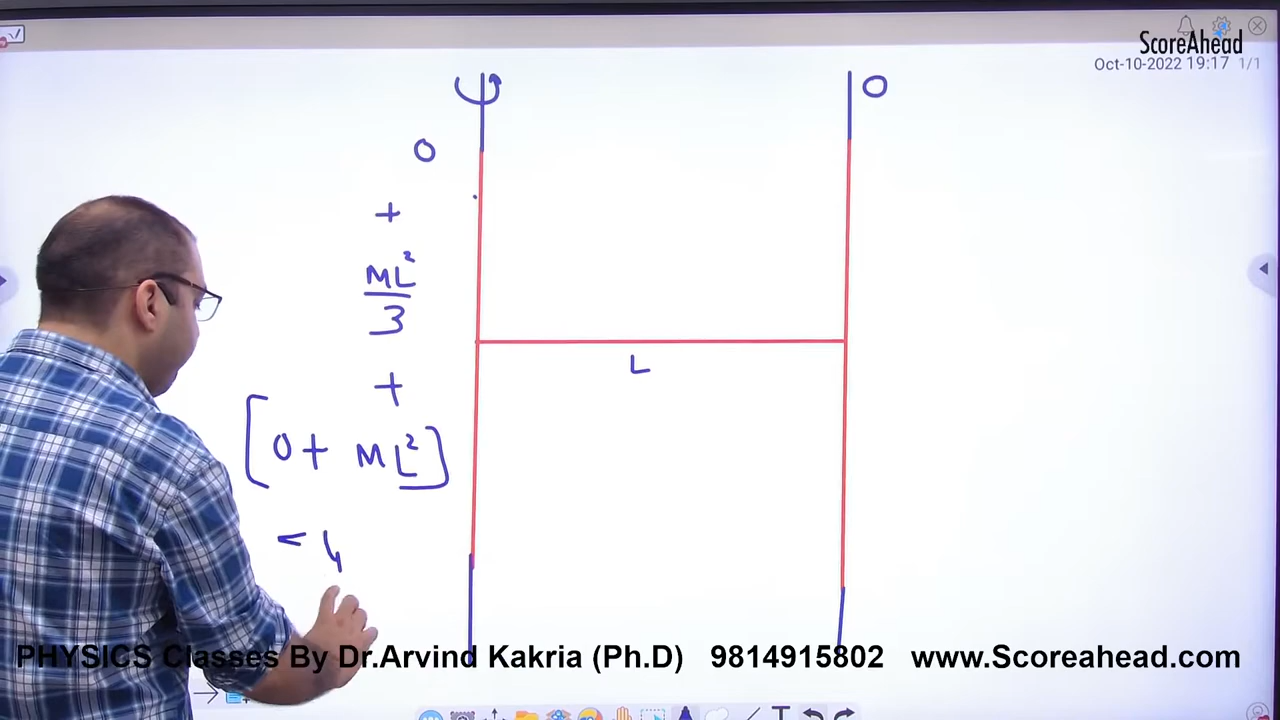 ScoreAhead
Oct-10-2022 19:17 1/1
0
0
+
ML²
3
L
+
[0 + ML²]
PHYSICS Classes By Dr.Arvind Kakria (Ph.D) 9814915802 www.Scoreahead.com
T